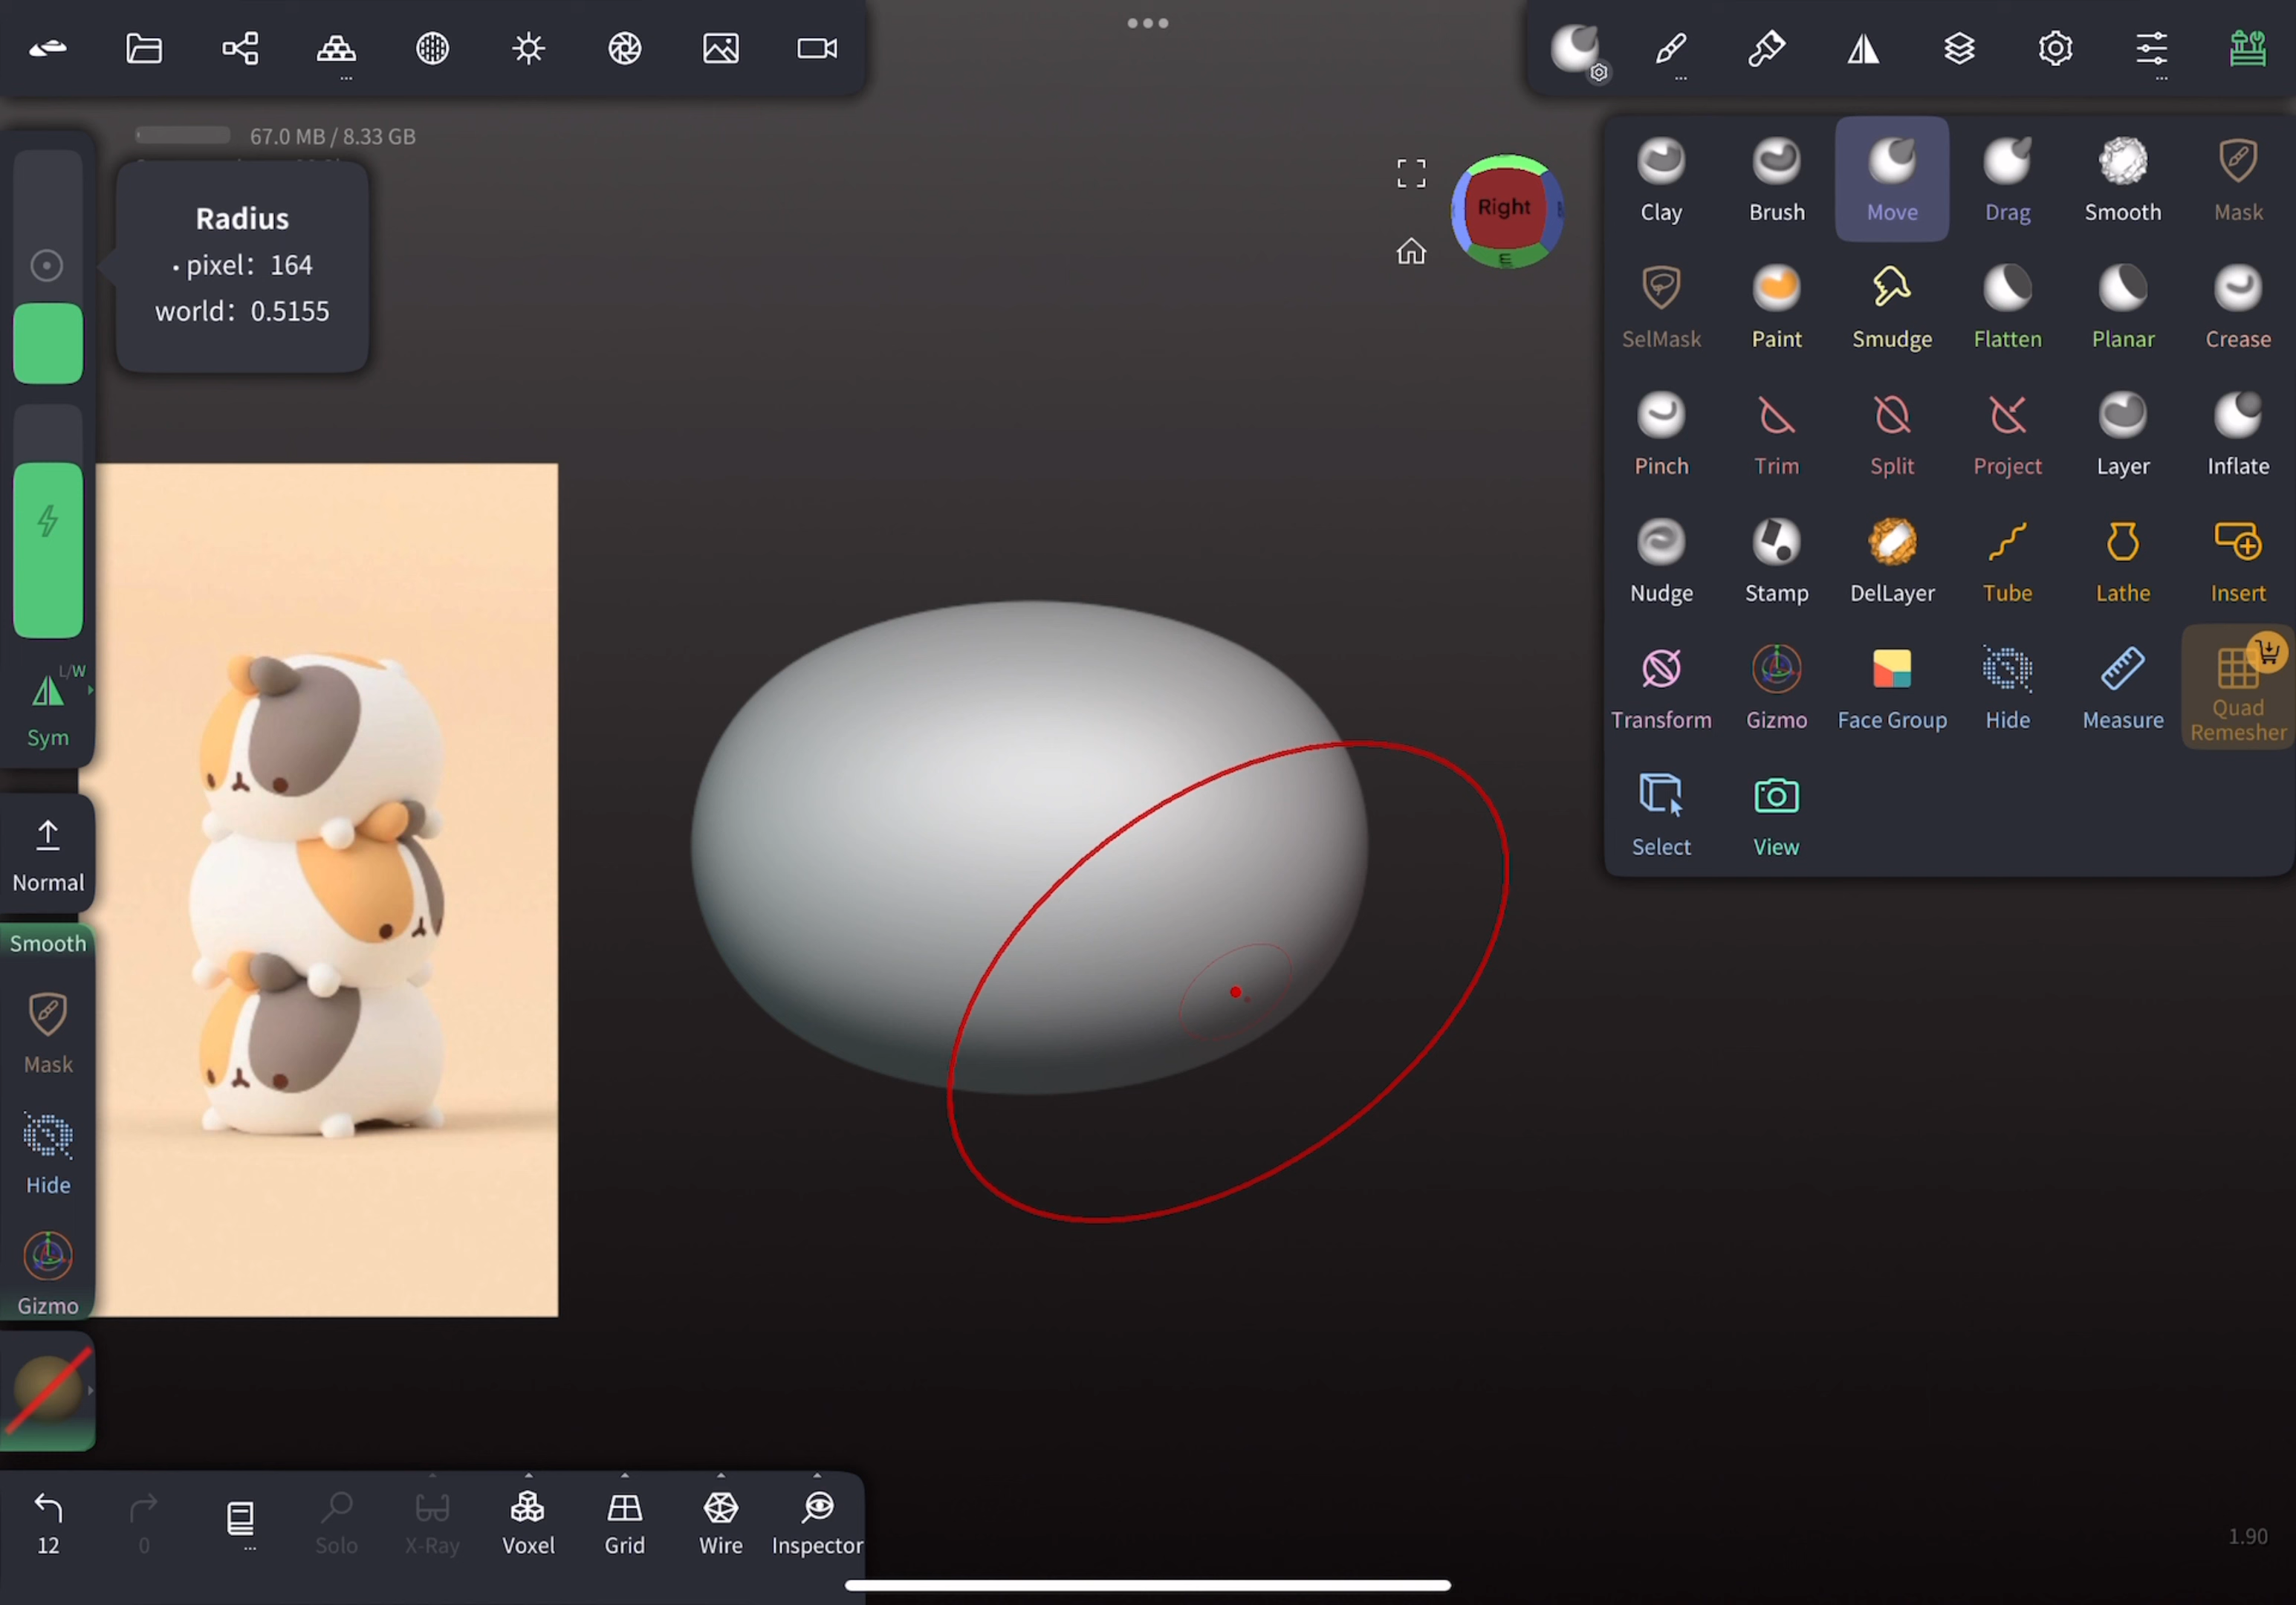 67.0 MB / 8.33 GB
Radius
• pixel: 164
world: 0.5155
L/W
Sym
Normal
Smooth
Mask
Hide
Gizmo
Right
Clay Brush Move Drag Smooth Mask
SelMask Paint Smudge Flatten Planar Crease
Pinch Trim Split Project Layer Inflate
Nudge Stamp DelLayer Tube Lathe Insert
Transform Gizmo Face Group Hide Measure Quad
Remesher
Select View
12 0 ... Solo X-Ray Voxel Grid Wire Inspector
1.90